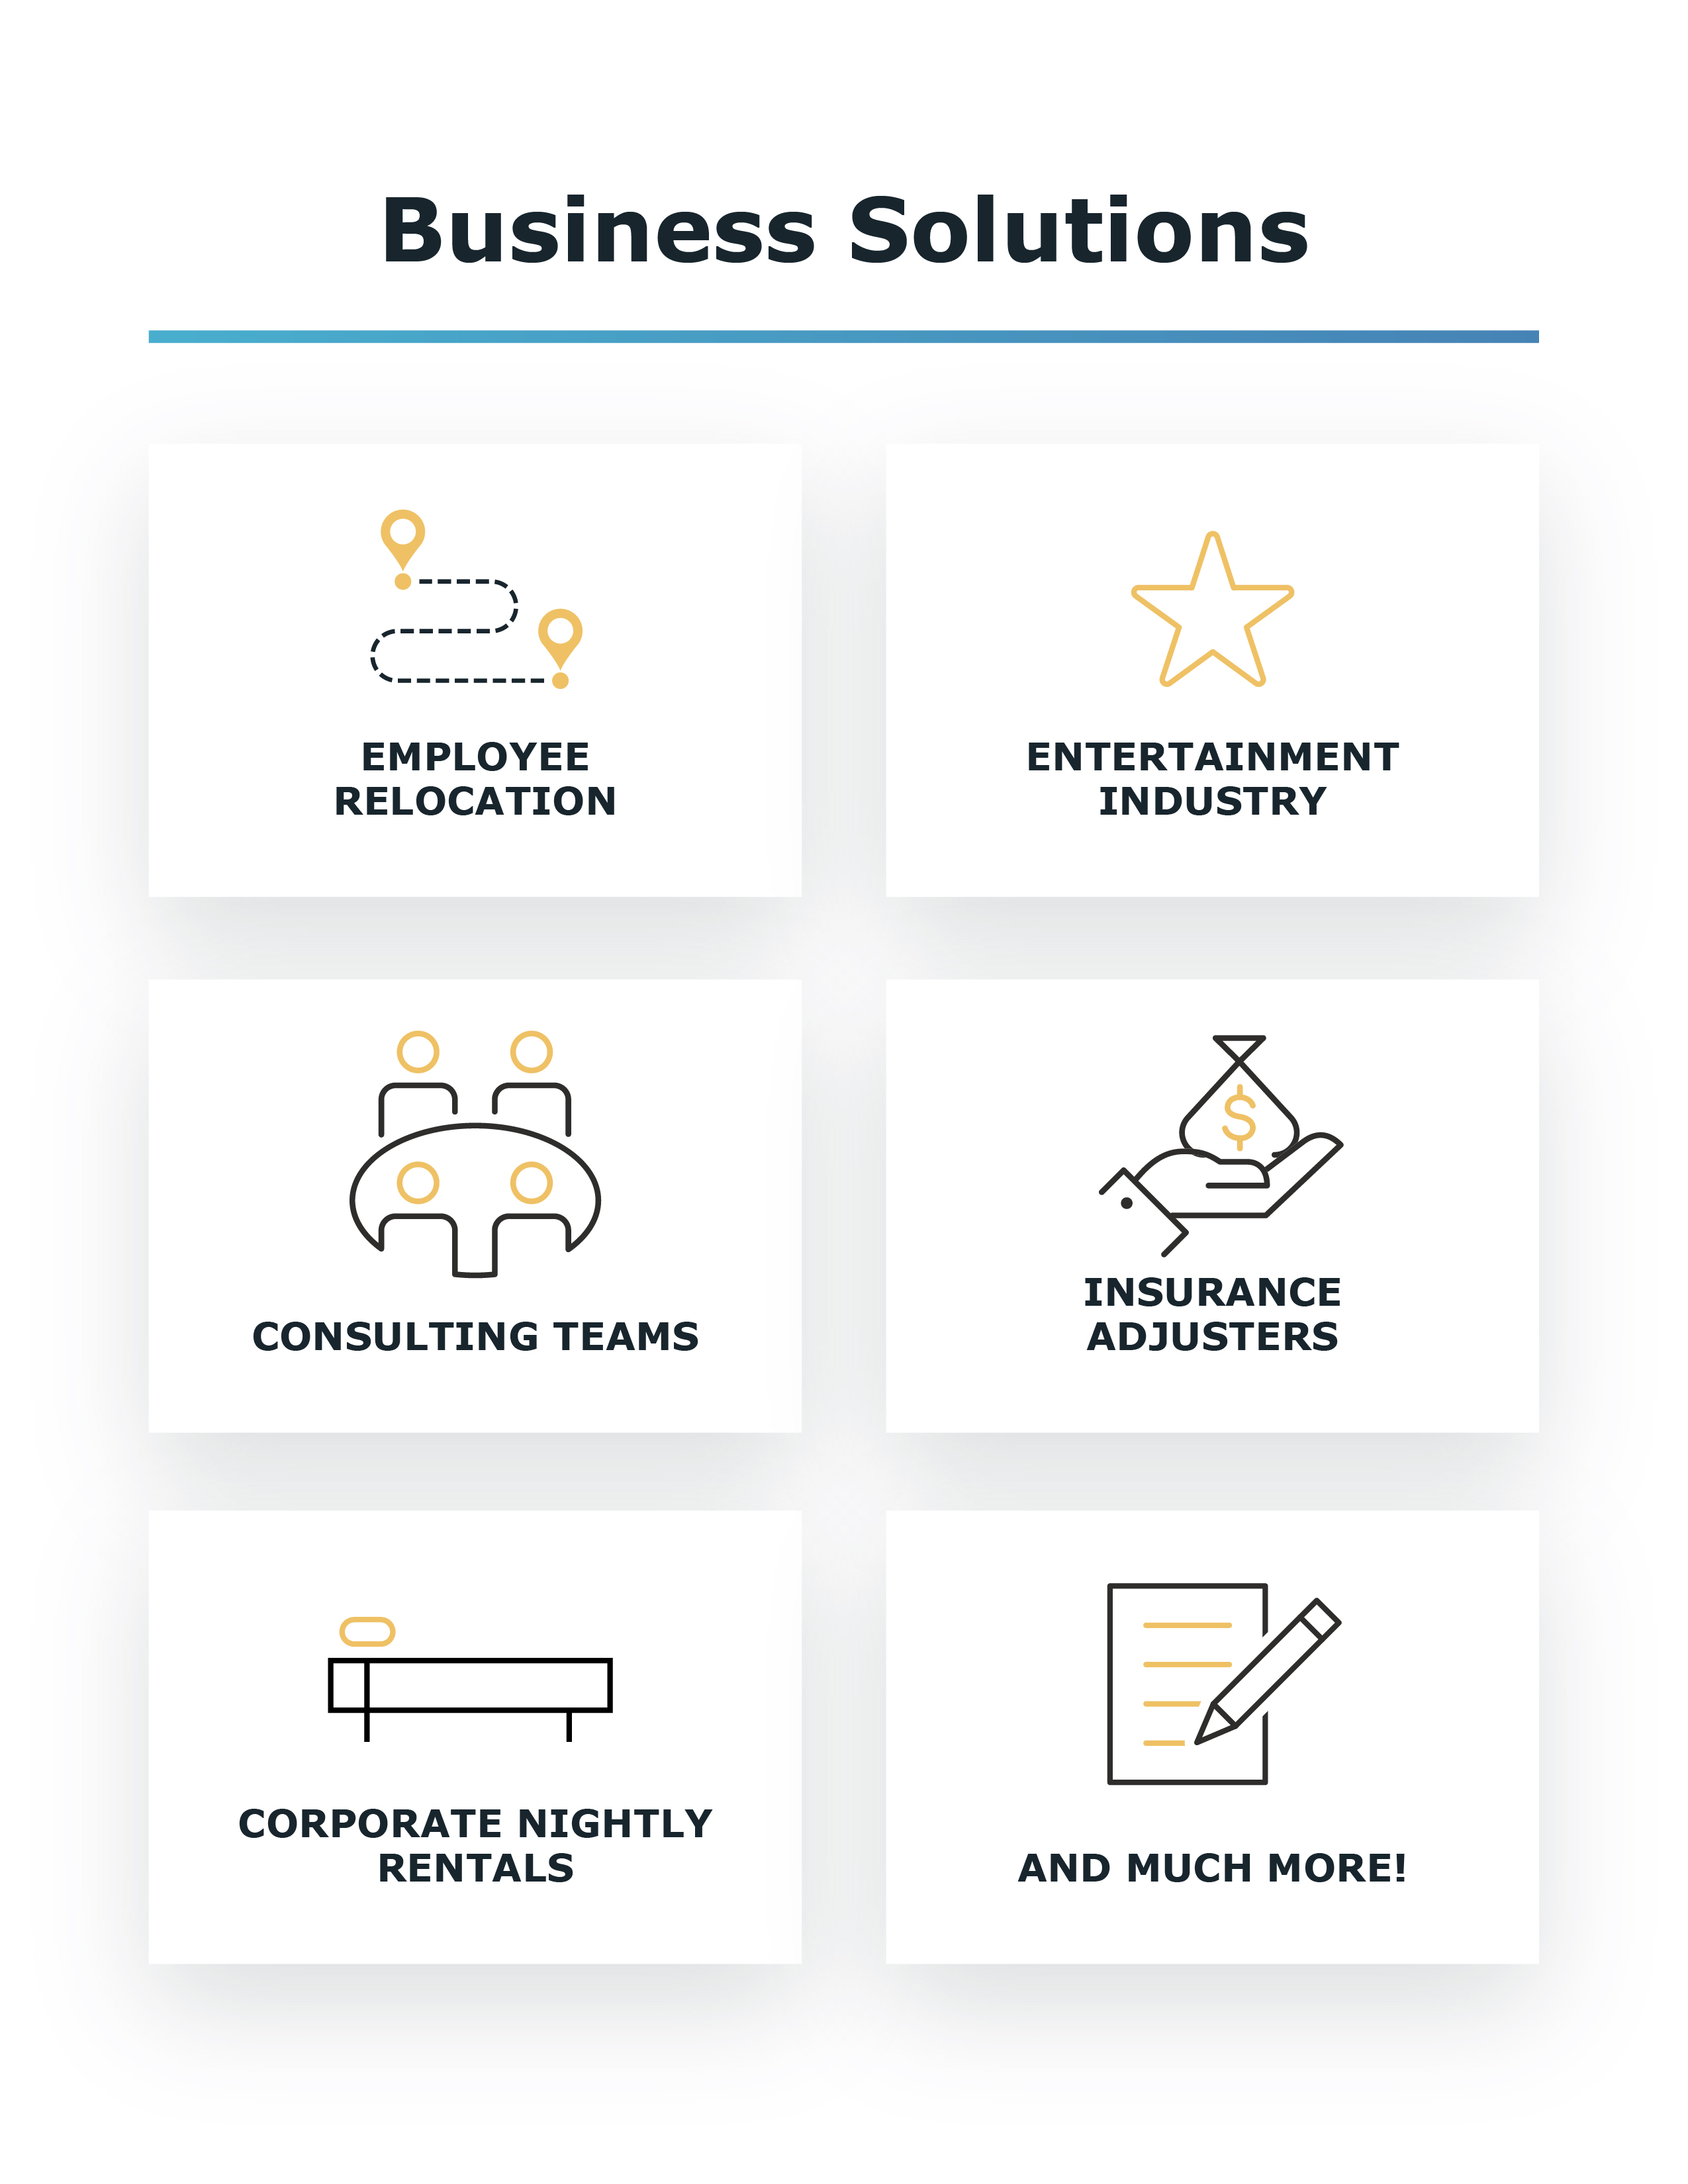 Business Solutions
EMPLOYEE
RELOCATION
ENTERTAINMENT
INDUSTRY
CONSULTING TEAMS
$
INSURANCE
ADJUSTERS
CORPORATE NIGHTLY
RENTALS
AND MUCH MORE!